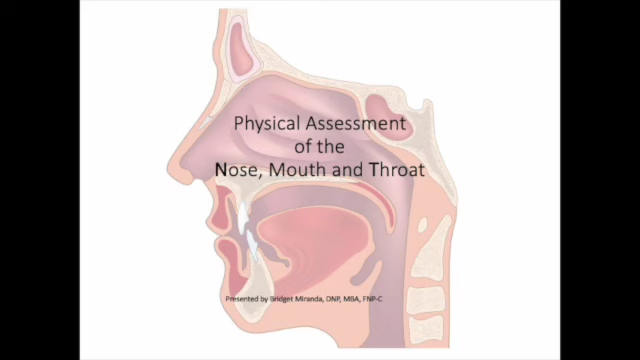 Physical Assessment
of the
Nose, Mouth and Throat
Presented by Bridget Miranda, DNP, MBA, FNP-C